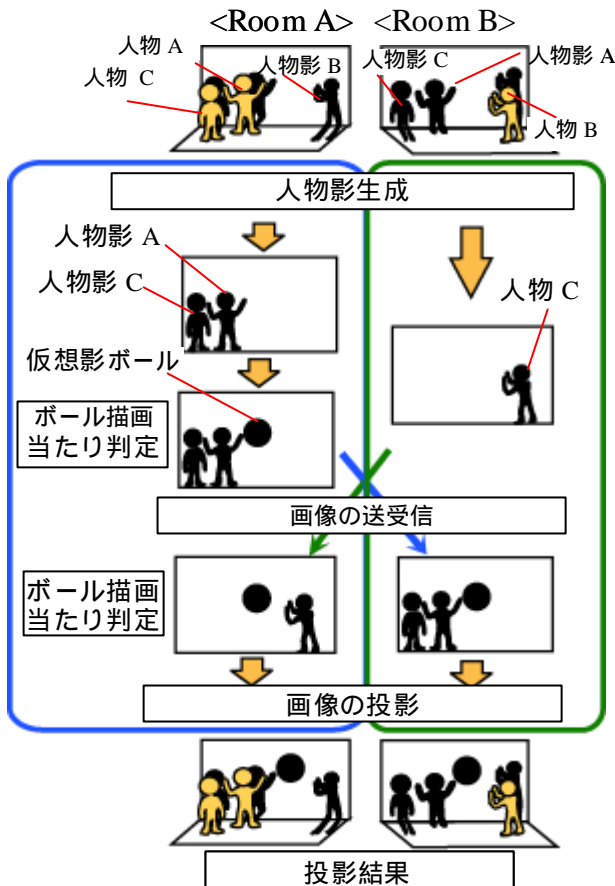 <Room A>
<Room B>
人物 A
人物 C
人物影 B
人物影 C
人物影 A
人物 B
人物影生成
人物影 A
人物影 C
人物 C
仮想影ボール
ボール描画
当たり判定
画像の送受信
ボール描画
当たり判定
画像の投影
投影結果